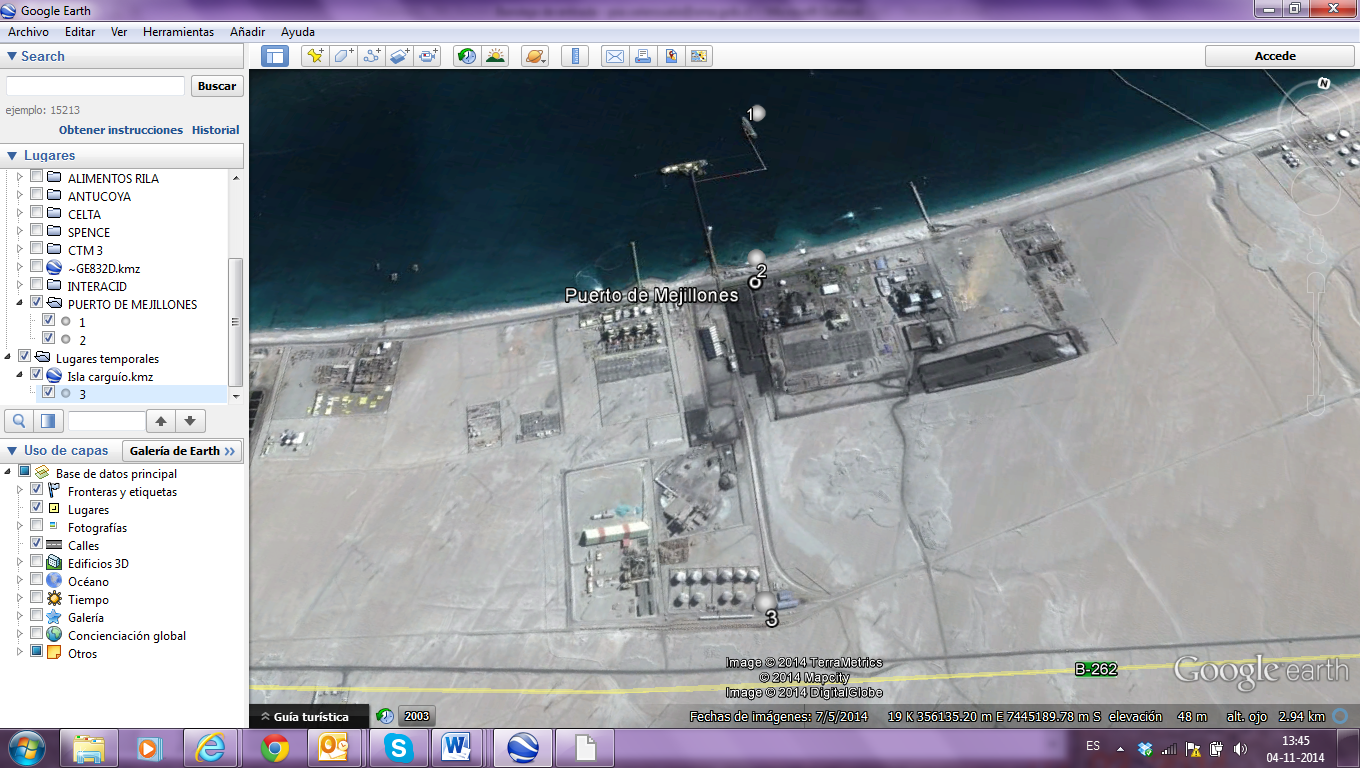 Google Earth
Archivo Editar Ver Herramientas Añadir Ayuda
Search
Buscar
ejemplo: 15213
Obtener instrucciones Historial
Lugares
ALIMENTOS RILA
ANTUCOYA
CELTA
SPENCE
CTM 3
~GE832D.kmz
INTERACID
PUERTO DE MEJILLONES
1
2
Lugares temporales
Isla carguío.kmz
3
Uso de capas
Galería de Earth >>
Base de datos principal
Fronteras y etiquetas
Lugares
Fotografías
Calles
Edificios 3D
Océano
Tiempo
Galería
Concienciación global
Otros
Accede
N
1
2
Puerto de Mejillones
3
Image © 2014 TerraMetrics
© 2014 Mapcity
Image © 2014 DigitalGlobe
B-262
Google earth
Guía turística
2003
Fechas de imágenes: 7/5/2014 19 K 356135.20 m E 7445189.78 m S elevación 48 m alt. ojo 2.94 km
ES
13:45
04-11-2014